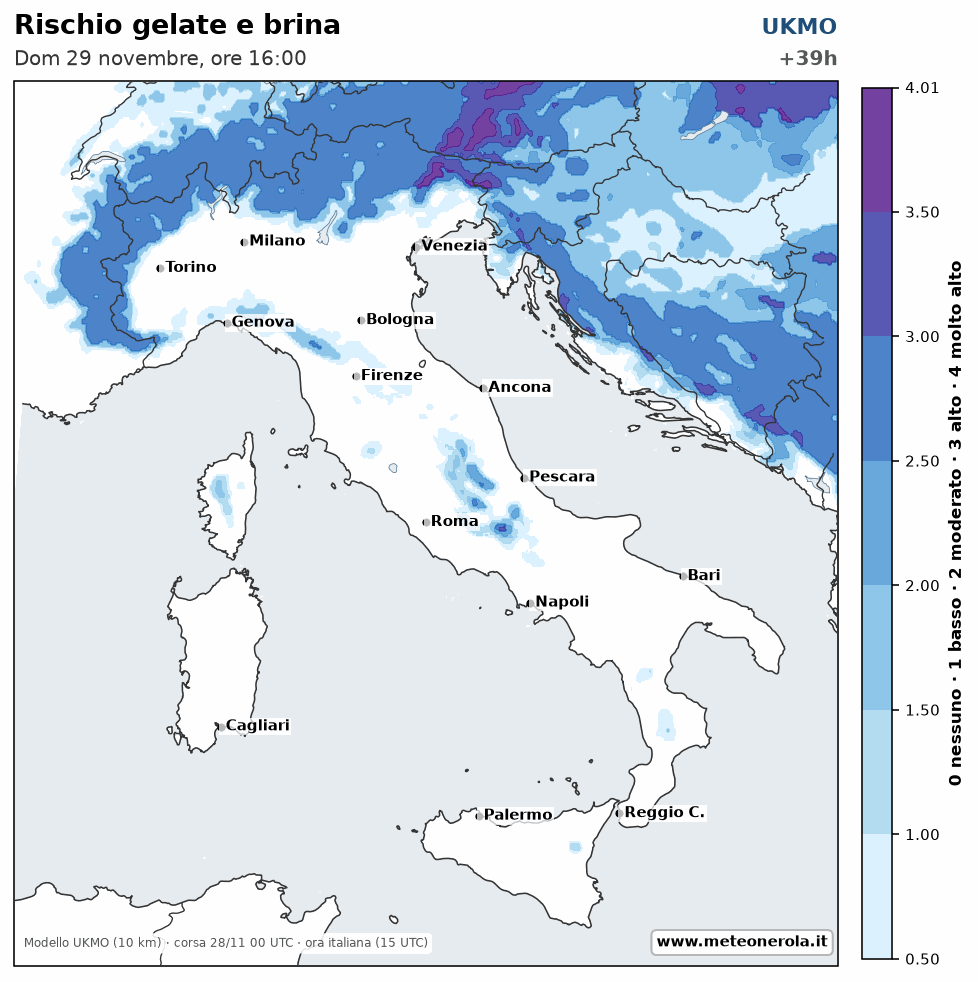 Rischio gelate e brina
UKMO
Dom 29 novembre, ore 16:00
+39h
4.01
3.50
3.00
2.50
2.00
1.50
1.00
0.50
0 nessuno · 1 basso · 2 moderato · 3 alto · 4 molto alto
Milano
Venezia
Torino
Genova
Bologna
Firenze
Ancona
Pescara
Roma
Bari
Napoli
Cagliari
Palermo
Reggio C.
Modello UKMO (10 km) · corsa 28/11 00 UTC · ora italiana (15 UTC)
www.meteonerola.it